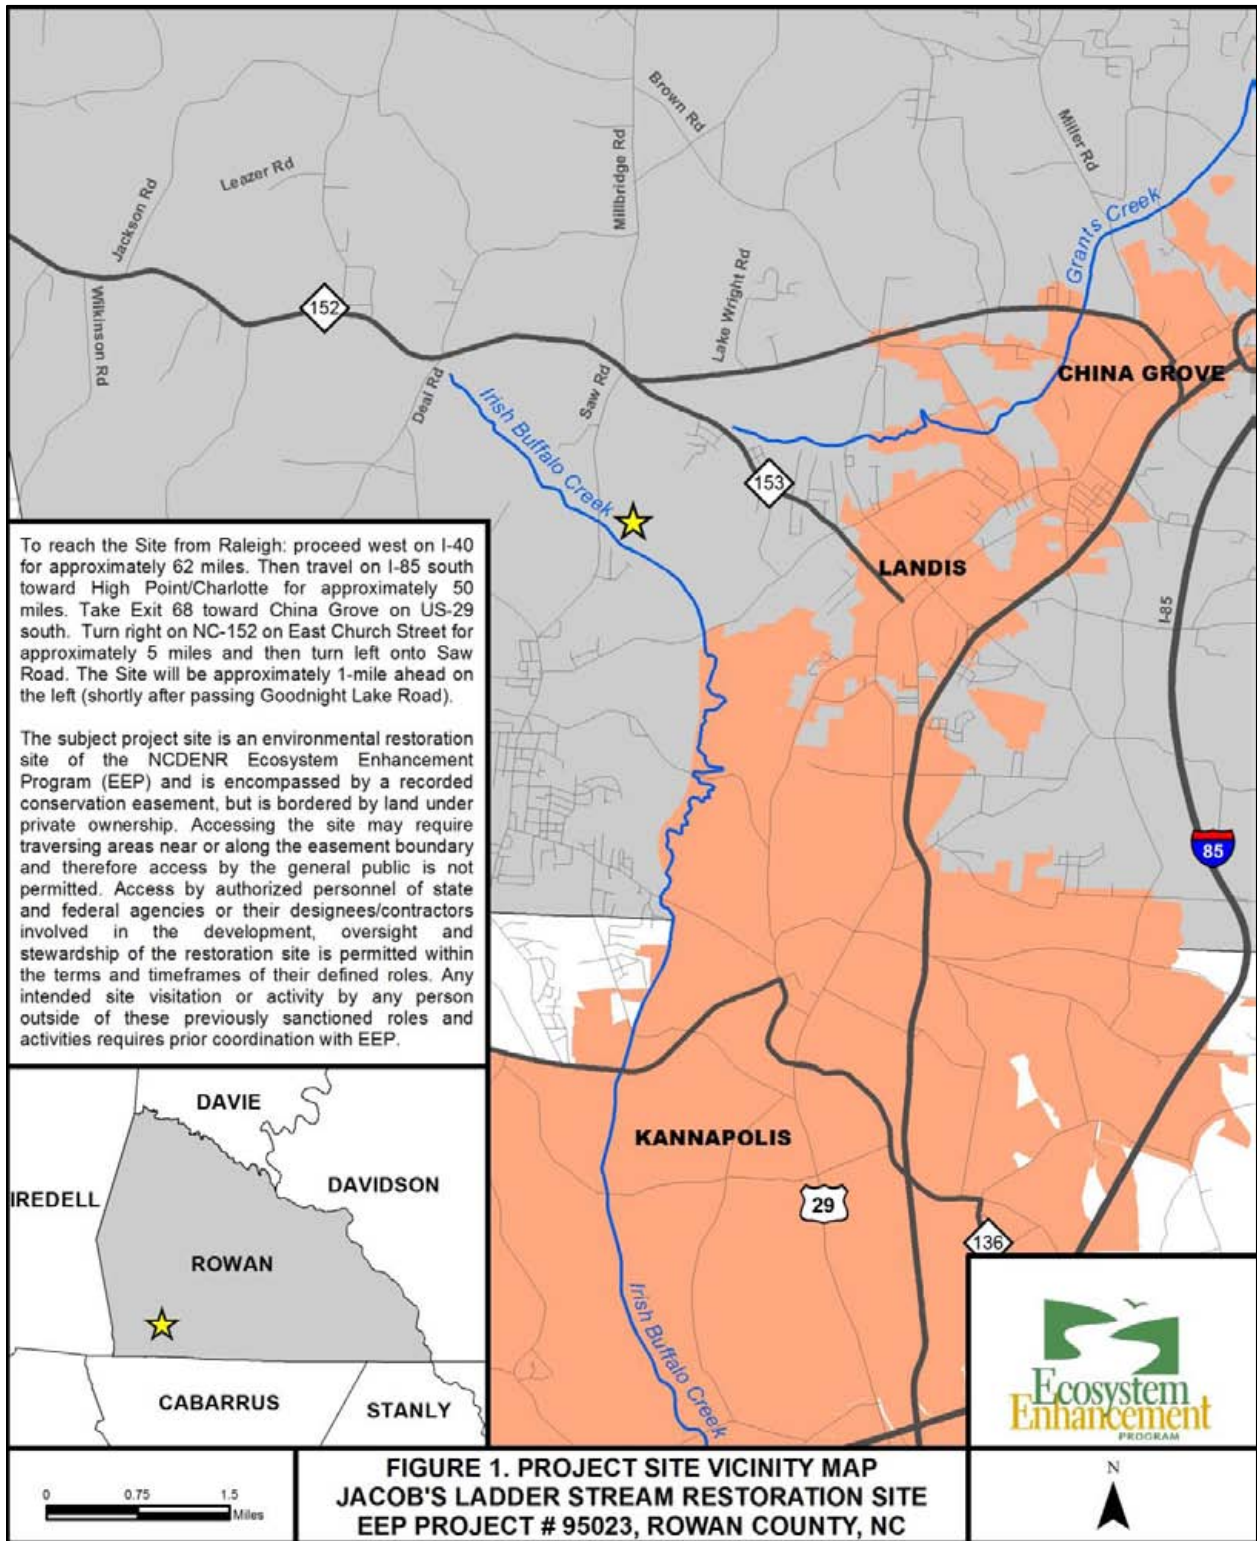 Brown Rd
Millbridge Rd
Miller Rd
Leazer Rd
Jackson Rd
Grants Creek
Wilkinson Rd
152
Lake Wright Rd
Deal Rd
Saw Rd
CHINA GROVE
Irish Buffalo Creek
153
LANDIS
I-85
85
To reach the Site from Raleigh: proceed west on I-40
for approximately 62 miles. Then travel on I-85 south
toward High Point/Charlotte for approximately 50
miles. Take Exit 68 toward China Grove on US-29
south. Turn right on NC-152 on East Church Street for
approximately 5 miles and then turn left onto Saw
Road. The Site will be approximately 1-mile ahead on
the left (shortly after passing Goodnight Lake Road).
The subject project site is an environmental restoration
site of the NCDENR Ecosystem Enhancement
Program (EEP) and is encompassed by a recorded
conservation easement, but is bordered by land under
private ownership. Accessing the site may require
traversing areas near or along the easement boundary
and therefore access by the general public is not
permitted. Access by authorized personnel of state
and federal agencies or their designees/contractors
involved in the development, oversight and
stewardship of the restoration site is permitted within
the terms and timeframes of their defined roles. Any
intended site visitation or activity by any person
outside of these previously sanctioned roles and
activities requires prior coordination with EEP.
KANNAPOLIS
29
136
Irish Buffalo Creek
DAVIE
IREDELL
DAVIDSON
ROWAN
CABARRUS
STANLY
Ecosystem
Enhancement
PROGRAM
0 0.75 1.5
Miles
FIGURE 1. PROJECT SITE VICINITY MAP
JACOB'S LADDER STREAM RESTORATION SITE
EEP PROJECT # 95023, ROWAN COUNTY, NC
N